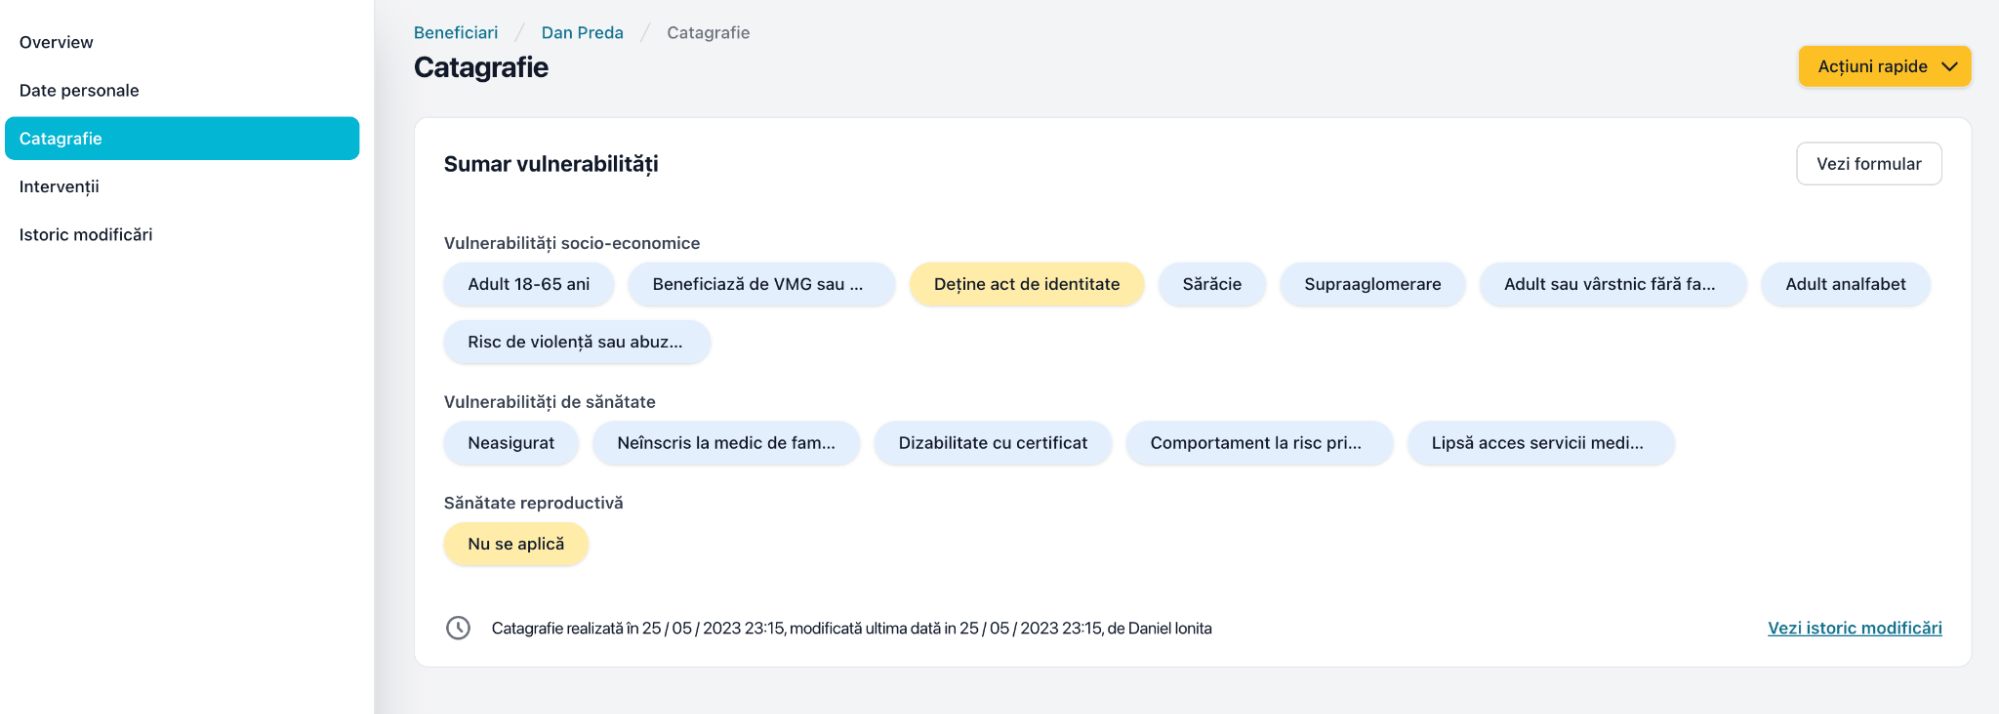 Overview
Date personale
Catagrafie
Intervenții
Istoric modificări
Beneficiari / Dan Preda / Catagrafie
Catagrafie
Acțiuni rapide
Sumar vulnerabilități
Vezi formular
Vulnerabilități socio-economice
Adult 18-65 ani Beneficiază de VMG sau ... Deține act de identitate Sărăcie Supraaglomerare Adult sau vârstnic fără fa... Adult analfabet
Risc de violență sau abuz...
Vulnerabilități de sănătate
Neasigurat Neînscris la medic de fam... Dizabilitate cu certificat Comportament la risc pri... Lipsă acces servicii medi...
Sănătate reproductivă
Nu se aplică
Catagrafie realizată în 25 / 05 / 2023 23:15, modificată ultima dată in 25 / 05 / 2023 23:15, de Daniel Ionita
Vezi istoric modificări